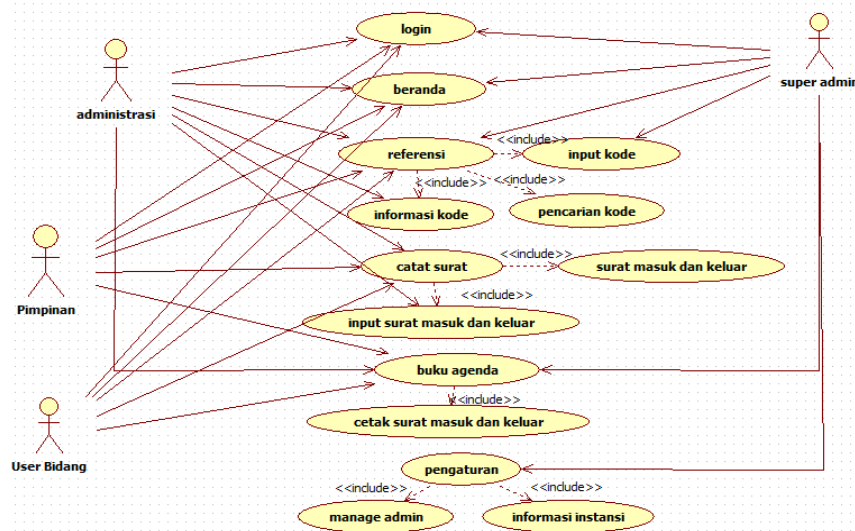 login
administrasi
super admin
beranda
referensi
<<include>>
input kode
<<include>>
<<include>>
informasi kode
pencarian kode
Pimpinan
catat surat
<<include>>
surat masuk dan keluar
<<include>>
input surat masuk dan keluar
buku agenda
<<include>>
cetak surat masuk dan keluar
User Bidang
pengaturan
<<include>>
<<include>>
manage admin
informasi instansi